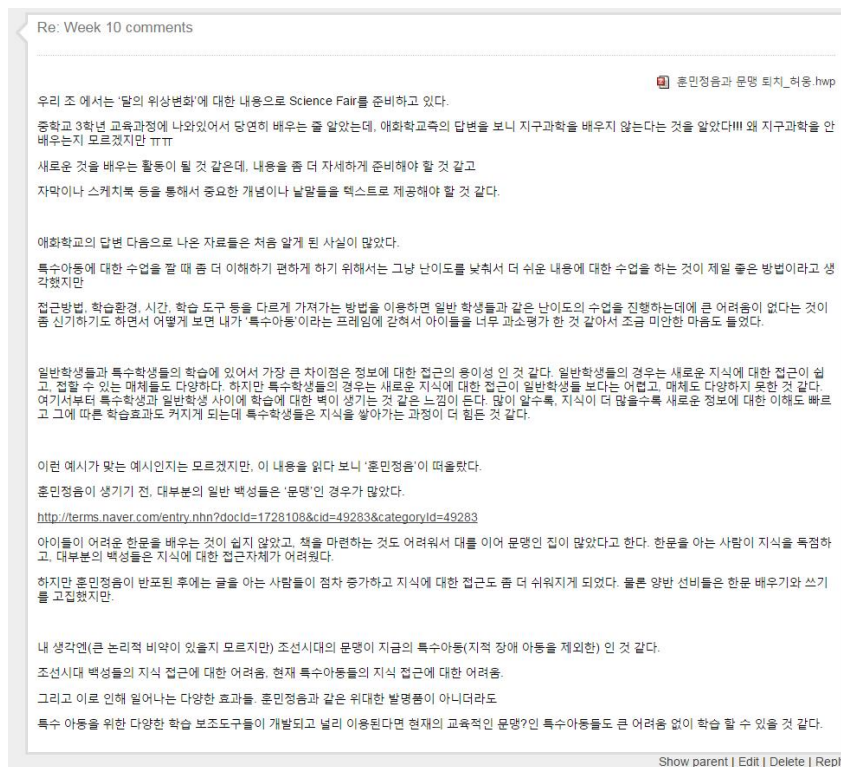 Re: Week 10 comments
훈민정음과 문맹 퇴치_허웅.hwp
우리 조 에서는 '달의 위상변화'에 대한 내용으로 Science Fair를 준비하고 있다.
중학교 3학년 교육과정에 나와있어서 당연히 배우는 줄 알았는데, 애화학교측의 답변을 보니 지구과학을 배우지 않는다는 것을 알았다!!! 왜 지구과학을 안
배우는지 모르겠지만 ㅠㅠ
새로운 것을 배우는 활동이 될 것 같은데, 내용을 좀 더 자세하게 준비해야 할 것 같고
자막이나 스케치북 등을 통해서 중요한 개념이나 낱말들을 텍스트로 제공해야 할 것 같다.
애화학교의 답변 다음으로 나온 자료들은 처음 알게 된 사실이 많았다.
특수아동에 대한 수업을 짤 때 좀 더 이해하기 편하게 하기 위해서는 그냥 난이도를 낮춰서 더 쉬운 내용에 대한 수업을 하는 것이 제일 좋은 방법이라고 생
각했지만
접근방법, 학습환경, 시간, 학습 도구 등을 다르게 가져가는 방법을 이용하면 일반 학생들과 같은 난이도의 수업을 진행하는데에 큰 어려움이 없다는 것이
좀 신기하기도 하면서 어떻게 보면 내가 '특수아동'이라는 프레임에 갇혀서 아이들을 너무 과소평가 한 것 같아서 조금 미안한 마음도 들었다.
일반학생들과 특수학생들의 학습에 있어서 가장 큰 차이점은 정보에 대한 접근의 용이성 인 것 같다. 일반학생들의 경우는 새로운 지식에 대한 접근이 쉽
고, 접할 수 있는 매체들도 다양하다. 하지만 특수학생들의 경우는 새로운 지식에 대한 접근이 일반학생들 보다는 어렵고, 매체도 다양하지 못한 것 같다.
여기서부터 특수학생과 일반학생 사이에 학습에 대한 벽이 생기는 것 같은 느낌이 든다. 많이 알수록, 지식이 더 많을수록 새로운 정보에 대한 이해도 빠르
고 그에 따른 학습효과도 커지게 되는데 특수학생들은 지식을 쌓아가는 과정이 더 힘든 것 같다.
이런 예시가 맞는 예시인지는 모르겠지만, 이 내용을 읽다 보니 '훈민정음'이 떠올랐다.
훈민정음이 생기기 전, 대부분의 일반 백성들은 '문맹'인 경우가 많았다.
http://terms.naver.com/entry.nhn?docId=1728108&cid=49283&categoryId=49283
아이들이 어려운 한문을 배우는 것이 쉽지 않았고, 책을 마련하는 것도 어려워서 대를 이어 문맹인 집이 많았다고 한다. 한문을 아는 사람이 지식을 독점하
고, 대부분의 백성들은 지식에 대한 접근자체가 어려웠다.
하지만 훈민정음이 반포된 후에는 글을 아는 사람들이 점차 증가하고 지식에 대한 접근도 좀 더 쉬워지게 되었다. 물론 양반 선비들은 한문 배우기와 쓰기
를 고집했지만.
내 생각엔(큰 논리적 비약이 있을지 모르지만) 조선시대의 문맹이 지금의 특수아동(지적 장애 아동을 제외한) 인 것 같다.
조선시대 백성들의 지식 접근에 대한 어려움, 현재 특수아동들의 지식 접근에 대한 어려움.
그리고 이로 인해 일어나는 다양한 효과들. 훈민정음과 같은 위대한 발명품이 아니더라도
특수 아동을 위한 다양한 학습 보조도구들이 개발되고 널리 이용된다면 현재의 교육적인 문맹?인 특수아동들도 큰 어려움 없이 학습 할 수 있을 것 같다.
Show parent | Edit | Delete | Repl